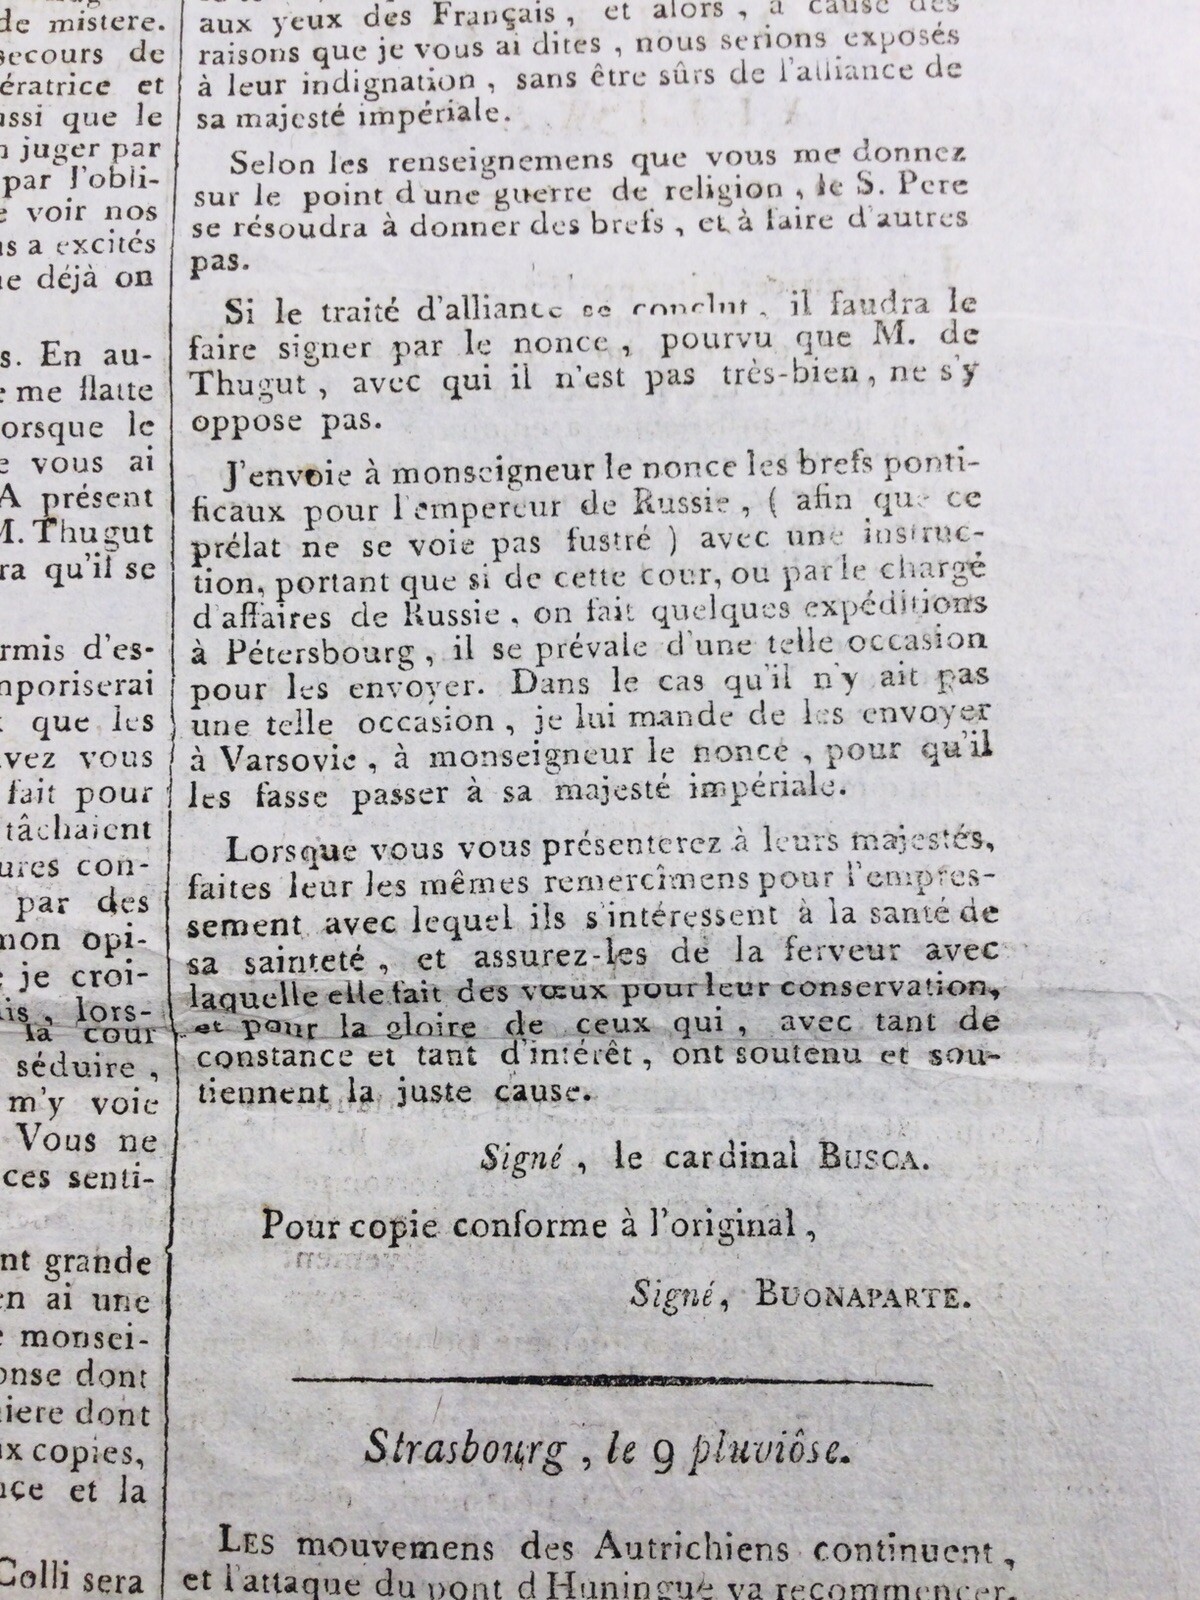 de mistere.
secours de
ératrice et
ussi que le
n juger par
par l'obli-
e voir nos
ns a excités
ue déjà on
s. En au-
e me flatte
orsque le
e vous ai
A présent
M. Thugut
ra qu'il se
rmis d'es-
mporiserai
que les
avez vous
fait pour
tâchaient
ures con-
par des
mon opi-
e je croi-
ais, lors-
la cour
séduire,
m'y voie
Vous ne
ces senti-
nt grande
en ai une
e monsei-
onse dont
niere dont
ux copies,
nce et la
Colli sera
aux yeux des Français, et alors, à cause des
raisons que je vous ai dites, nous serions exposés
à leur indignation, sans être sûrs de l'alliance de
sa majesté impériale.
Selon les renseignemens que vous me donnez
sur le point d'une guerre de religion, le S. Pere
se résoudra à donner des brefs, et à faire d'autres
pas.
Si le traité d'alliance se conclut, il faudra le
faire signer par le nonce, pourvu que M. de
Thugut, avec qui il n'est pas très-bien, ne s'y
oppose pas.
J'envoie à monseigneur le nonce les brefs ponti-
ficaux pour l'empereur de Russie, ( afin que ce
prélat ne se voie pas fustré ) avec une instruc-
tion, portant que si de cette cour, ou par le chargé
d'affaires de Russie, on fait quelques expéditions
à Pétersbourg, il se prévale d'une telle occasion
pour les envoyer. Dans le cas qu'il n'y ait pas
une telle occasion, je lui mande de les envoyer
à Varsovie, à monseigneur le nonce, pour qu'il
les fasse passer à sa majesté impériale.
Lorsque vous vous présenterez à leurs majestés,
faites leur les mêmes remercîmens pour l'empres-
sement avec lequel ils s'intéressent à la santé de
sa sainteté, et assurez-les de la ferveur avec
laquelle elle fait des vœux pour leur conservation,
et pour la gloire de ceux qui, avec tant de
constance et tant d'intérêt, ont soutenu et sou-
tiennent la juste cause.
Signé, le cardinal BUSCA.
Pour copie conforme à l'original,
Signé, BUONAPARTE.
Strasbourg, le 9 pluviôse.
LES mouvemens des Autrichiens continuent,
et l'attaque du pont d'Huningue va recommencer.